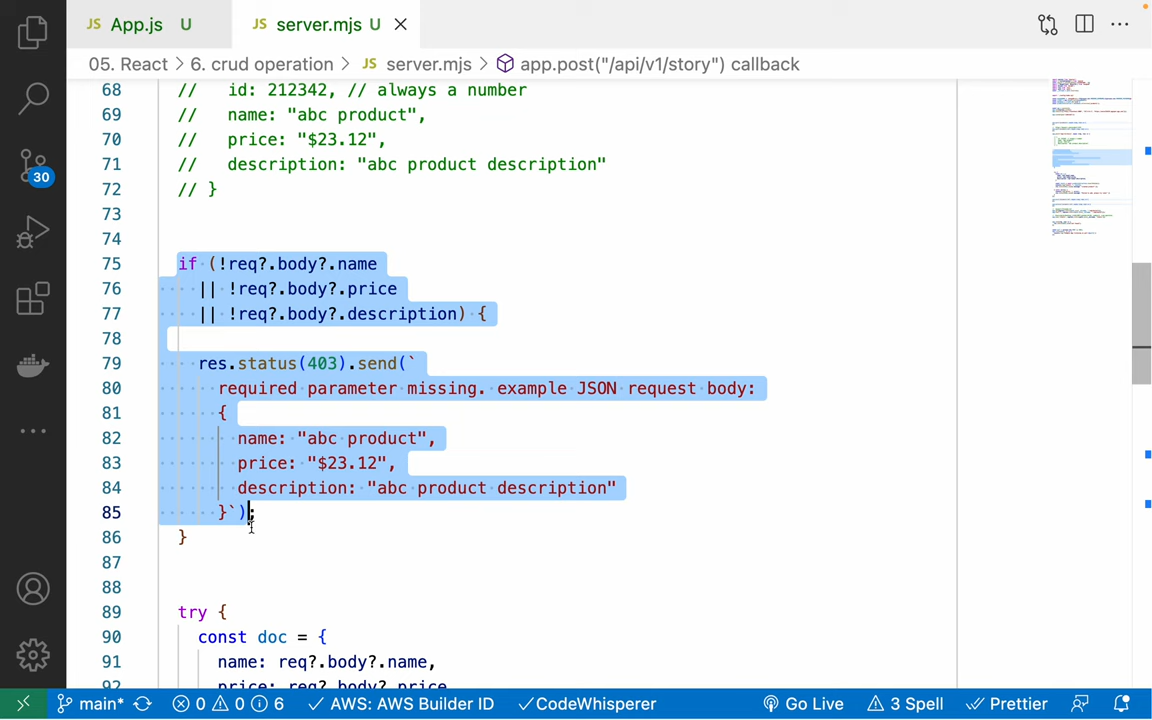 JS App.js U
JS server.mjs U
05. React > 6. crud operation > JS server.mjs > app.post("/api/v1/story") callback
68 // id: 212342, // always a number
69 // name: "abc product",
70 // price: "$23.12",
71 // description: "abc product description"
72 // }
73
74
75 if (!req?.body?.name
76 || !req?.body?.price
77 || !req?.body?.description) {
78
79 res.status(403).send(`
80 required parameter missing. example JSON request body:
81 {
82 name: "abc product",
83 price: "$23.12",
84 description: "abc product description"
85 }`);
86 }
87
88
89 try {
90 const doc = {
91 name: req?.body?.name,
92 price: req?.body?.price
30
main* 0 0 6 AWS: AWS Builder ID CodeWhisperer Go Live 3 Spell Prettier